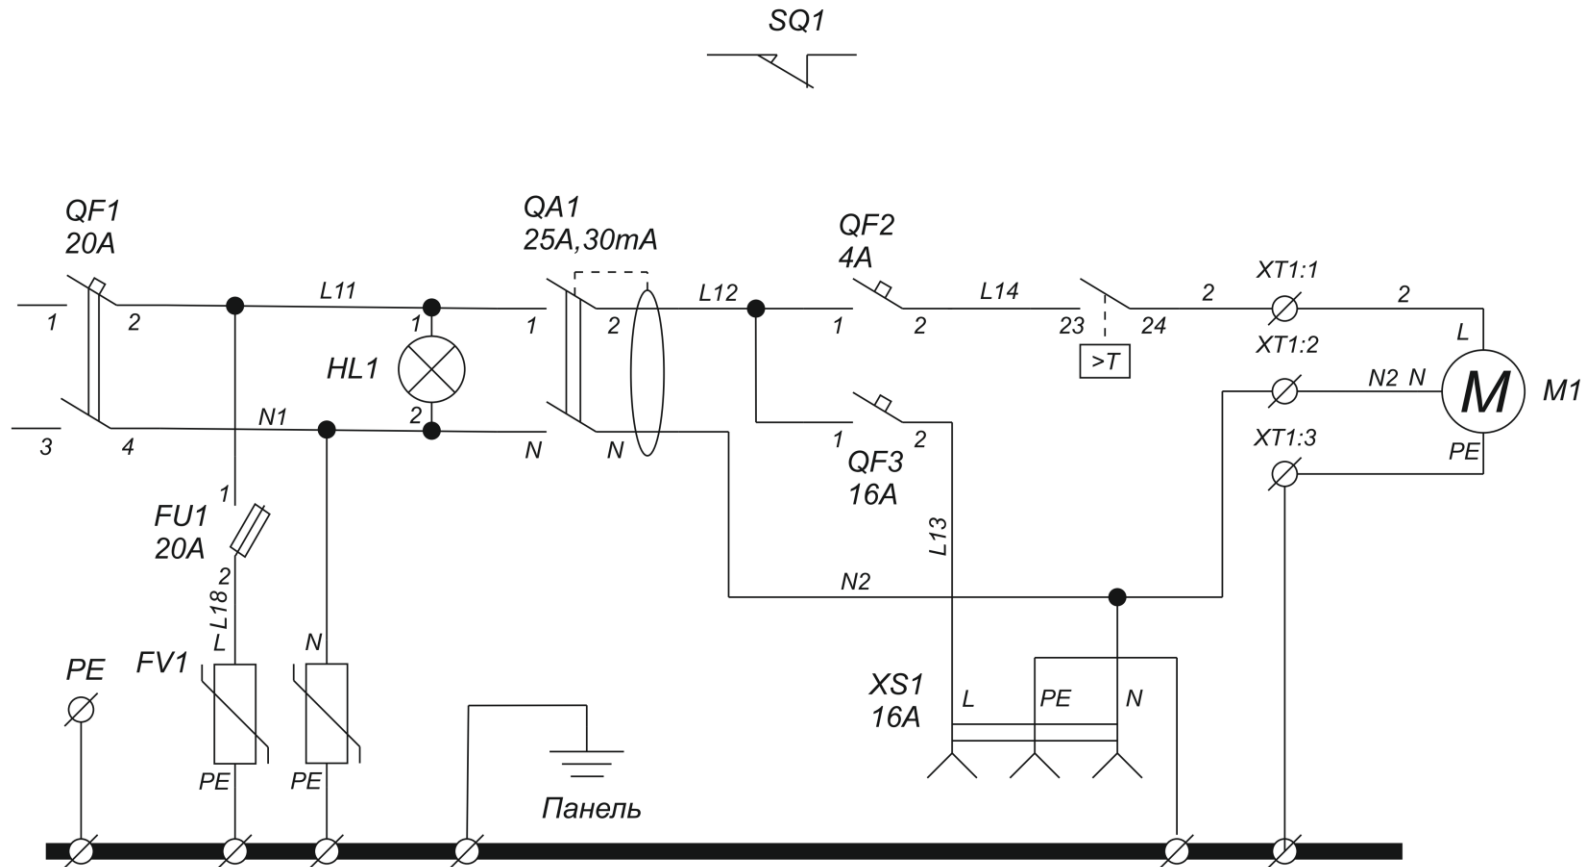 SQ1
QF1
20A
QA1
25A,30mA
QF2
4A
XT1:1
L11
L12
L14
2
2
1
2
1
1
2
1
2
23
24
>T
L
XT1:2
HL1
N2
N
M
M1
N1
2
3
4
N
N
1
2
QF3
16A
XT1:3
PE
1
FU1
20A
2
L18
L13
N2
L
N
PE
FV1
XS1
16A
L
PE
N
PE
PE
Панель